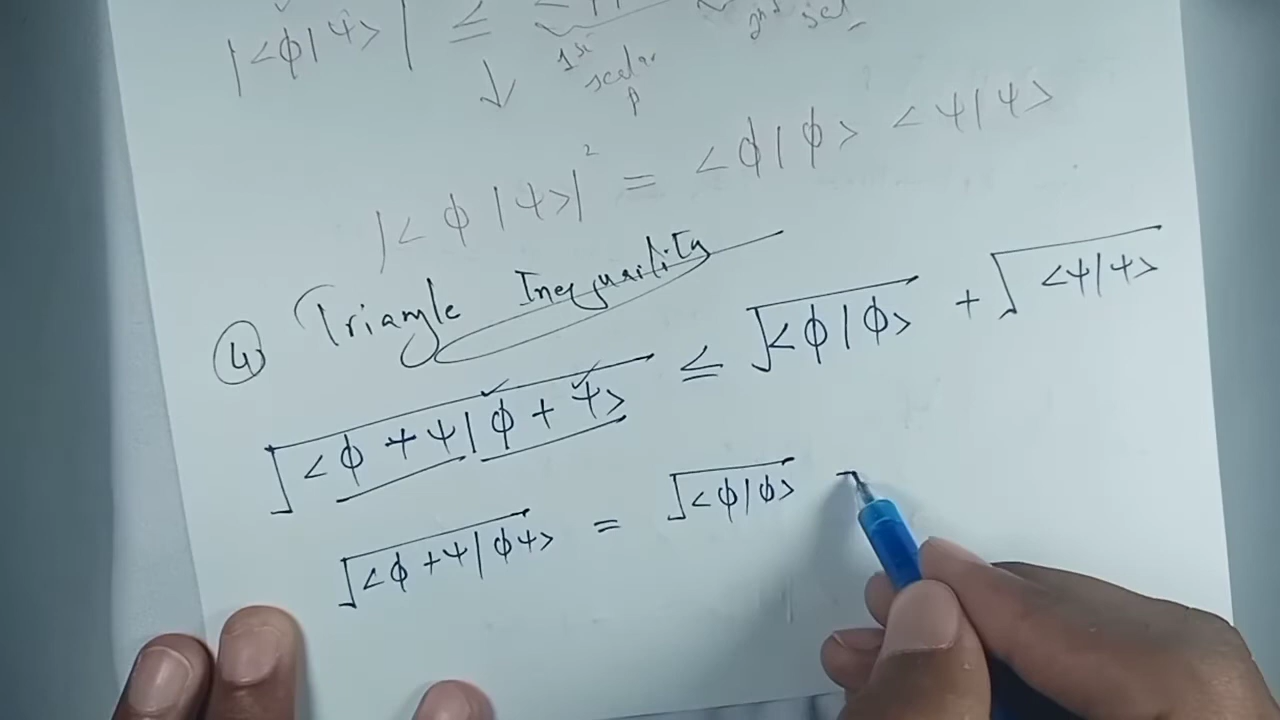 |<ϕ|ψ>| ≤
1st
scalar
p
|<ϕ|ψ>|² = <ϕ|ϕ> <ψ|ψ>
④ Triangle Inequality
√<ϕ+ψ|ϕ+ψ> ≤ √<ϕ|ϕ> + √<ψ|ψ>
√<ϕ+ψ|ϕψ> = √<ϕ|ϕ>